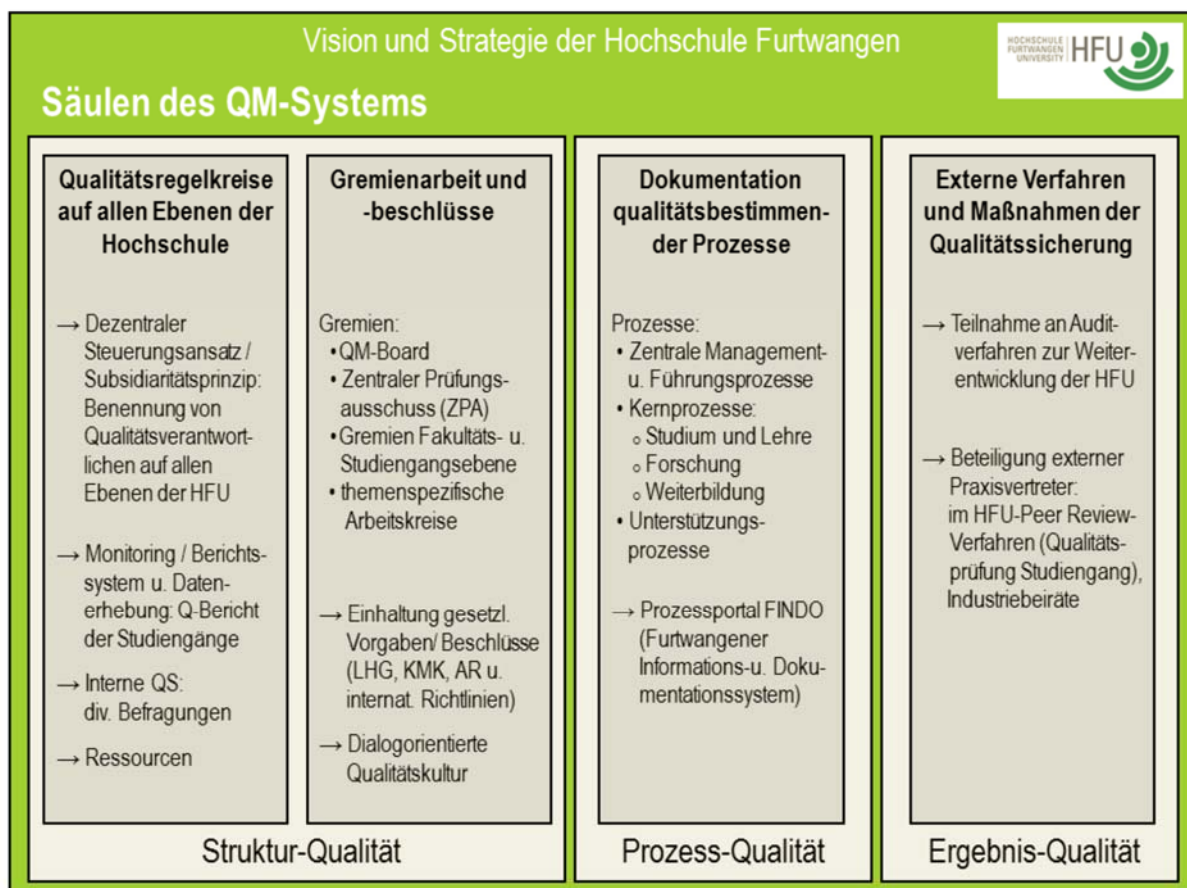 Vision und Strategie der Hochschule Furtwangen
HOCHSCHULE
FURTWANGEN
UNIVERSITY
HFU
Säulen des QM-Systems
Qualitätsregelkreise
auf allen Ebenen der
Hochschule
→ Dezentraler
Steuerungsansatz /
Subsidiaritätsprinzip:
Benennung von
Qualitätsverantwort-
lichen auf allen
Ebenen der HFU
→ Monitoring / Berichts-
system u. Daten-
erhebung: Q-Bericht
der Studiengänge
→ Interne QS:
div. Befragungen
→ Ressourcen
Gremienarbeit und
-beschlüsse
Gremien:
• QM-Board
• Zentraler Prüfungs-
ausschuss (ZPA)
• Gremien Fakultäts- u.
Studiengangsebene
• themenspezifische
Arbeitskreise
→ Einhaltung gesetzl.
Vorgaben/ Beschlüsse
(LHG, KMK, AR u.
internat. Richtlinien)
→ Dialogorientierte
Qualitätskultur
Struktur-Qualität
Dokumentation
qualitätsbestimmen-
der Prozesse
Prozesse:
• Zentrale Management-
u. Führungsprozesse
• Kernprozesse:
o Studium und Lehre
o Forschung
o Weiterbildung
• Unterstützungs-
prozesse
→ Prozessportal FINDO
(Furtwangener
Informations-u. Doku-
mentationssystem)
Prozess-Qualität
Externe Verfahren
und Maßnahmen der
Qualitätssicherung
→ Teilnahme an Audit-
verfahren zur Weiter-
entwicklung der HFU
→ Beteiligung externer
Praxisvertreter:
im HFU-Peer Review-
Verfahren (Qualitäts-
prüfung Studiengang),
Industriebeiräte
Ergebnis-Qualität